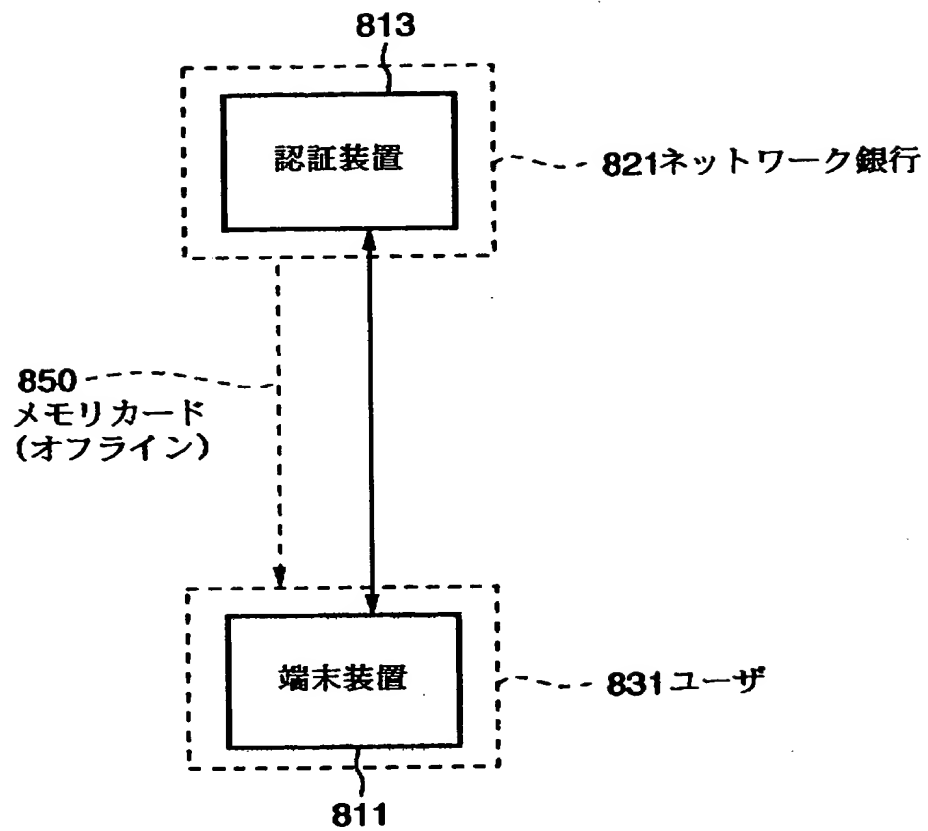 813
認証装置
821ネットワーク銀行
850
メモリカード
(オフライン)
端末装置
831ユーザ
811